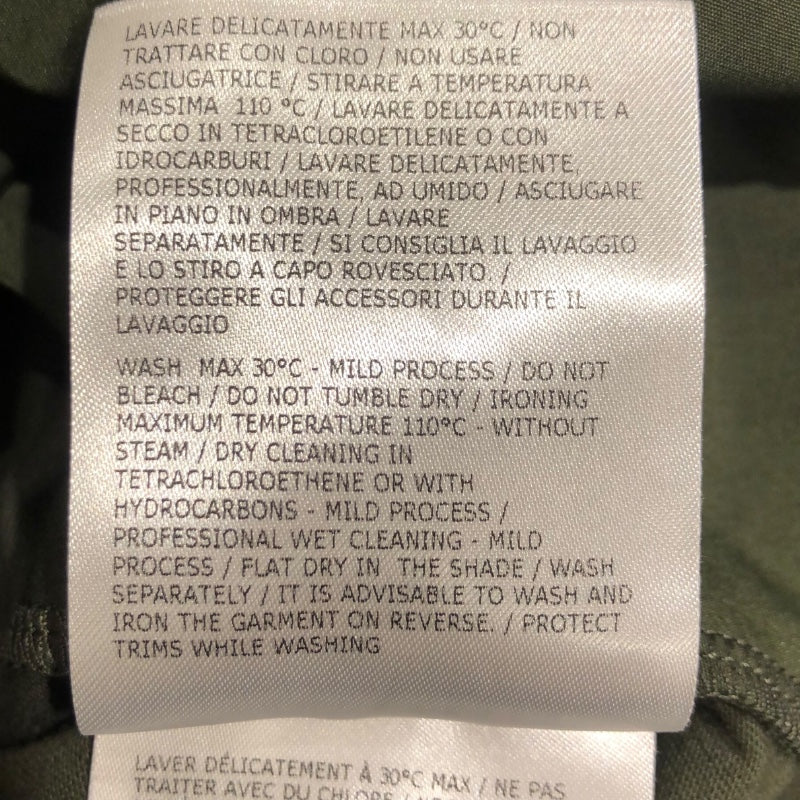 LAVARE DELICATAMENTE MAX 30°C / NON
TRATTARE CON CLORO / NON USARE
ASCIUGATRICE / STIRARE A TEMPERATURA
MASSIMA 110 °C / LAVARE DELICATAMENTE A
SECCO IN TETRACLOROETILENE O CON
IDROCARBURI / LAVARE DELICATAMENTE,
PROFESSIONALMENTE, AD UMIDO / ASCIUGARE
IN PIANO IN OMBRA / LAVARE
SEPARATAMENTE / SI CONSIGLIA IL LAVAGGIO
E LO STIRO A CAPO ROVESCIATO. /
PROTEGGERE GLI ACCESSORI DURANTE IL
LAVAGGIO
WASH MAX 30°C - MILD PROCESS / DO NOT
BLEACH / DO NOT TUMBLE DRY / IRONING
MAXIMUM TEMPERATURE 110°C - WITHOUT
STEAM / DRY CLEANING IN
TETRACHLOROETHENE OR WITH
HYDROCARBONS - MILD PROCESS /
PROFESSIONAL WET CLEANING - MILD
PROCESS / FLAT DRY IN THE SHADE / WASH
SEPARATELY / IT IS ADVISABLE TO WASH AND
IRON THE GARMENT ON REVERSE. / PROTECT
TRIMS WHILE WASHING
LAVER DÉLICATEMENT À 30°C MAX / NE PAS
TRAITER AVEC DU CHLORE /